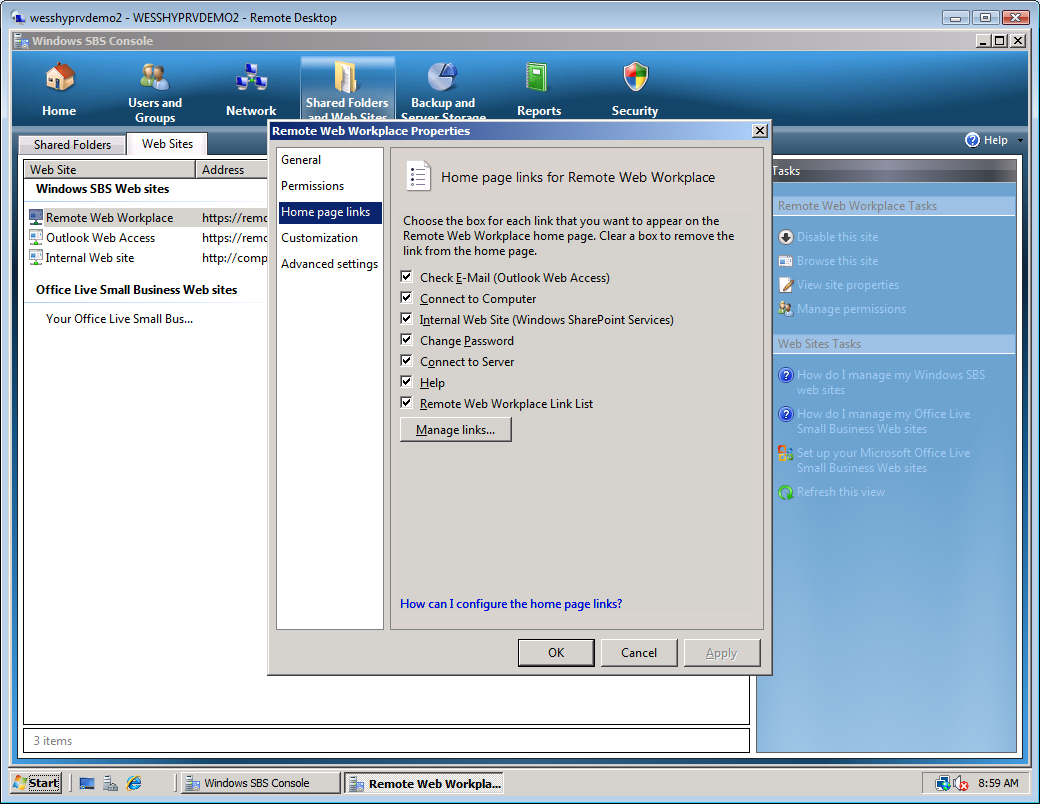 wesshyprvdemo2 - WESSHYPRVDEMO2 - Remote Desktop
Windows SBS Console
Home
Users and
Groups
Network
Shared Folders
and Web Sites
Backup and
Server Storage
Reports
Security
Shared Folders
Web Sites
Help
Web Site
Address
Windows SBS Web sites
Remote Web Workplace
https://remo
Outlook Web Access
https://remo
Internal Web site
http://comp
Office Live Small Business Web sites
Your Office Live Small Bus...
3 items
Remote Web Workplace Properties
General
Permissions
Home page links
Customization
Advanced settings
Home page links for Remote Web Workplace
Choose the box for each link that you want to appear on the
Remote Web Workplace home page. Clear a box to remove the
link from the home page.
Check E-Mail (Outlook Web Access)
Connect to Computer
Internal Web Site (Windows SharePoint Services)
Change Password
Connect to Server
Help
Remote Web Workplace Link List
Manage links...
How can I configure the home page links?
OK
Cancel
Apply
Tasks
Remote Web Workplace Tasks
Disable this site
Browse this site
View site properties
Manage permissions
Web Sites Tasks
How do I manage my Windows SBS
web sites
How do I manage my Office Live
Small Business Web sites
Set up your Microsoft Office Live
Small Business Web sites
Refresh this view
Start
Windows SBS Console
Remote Web Workpla...
8:59 AM